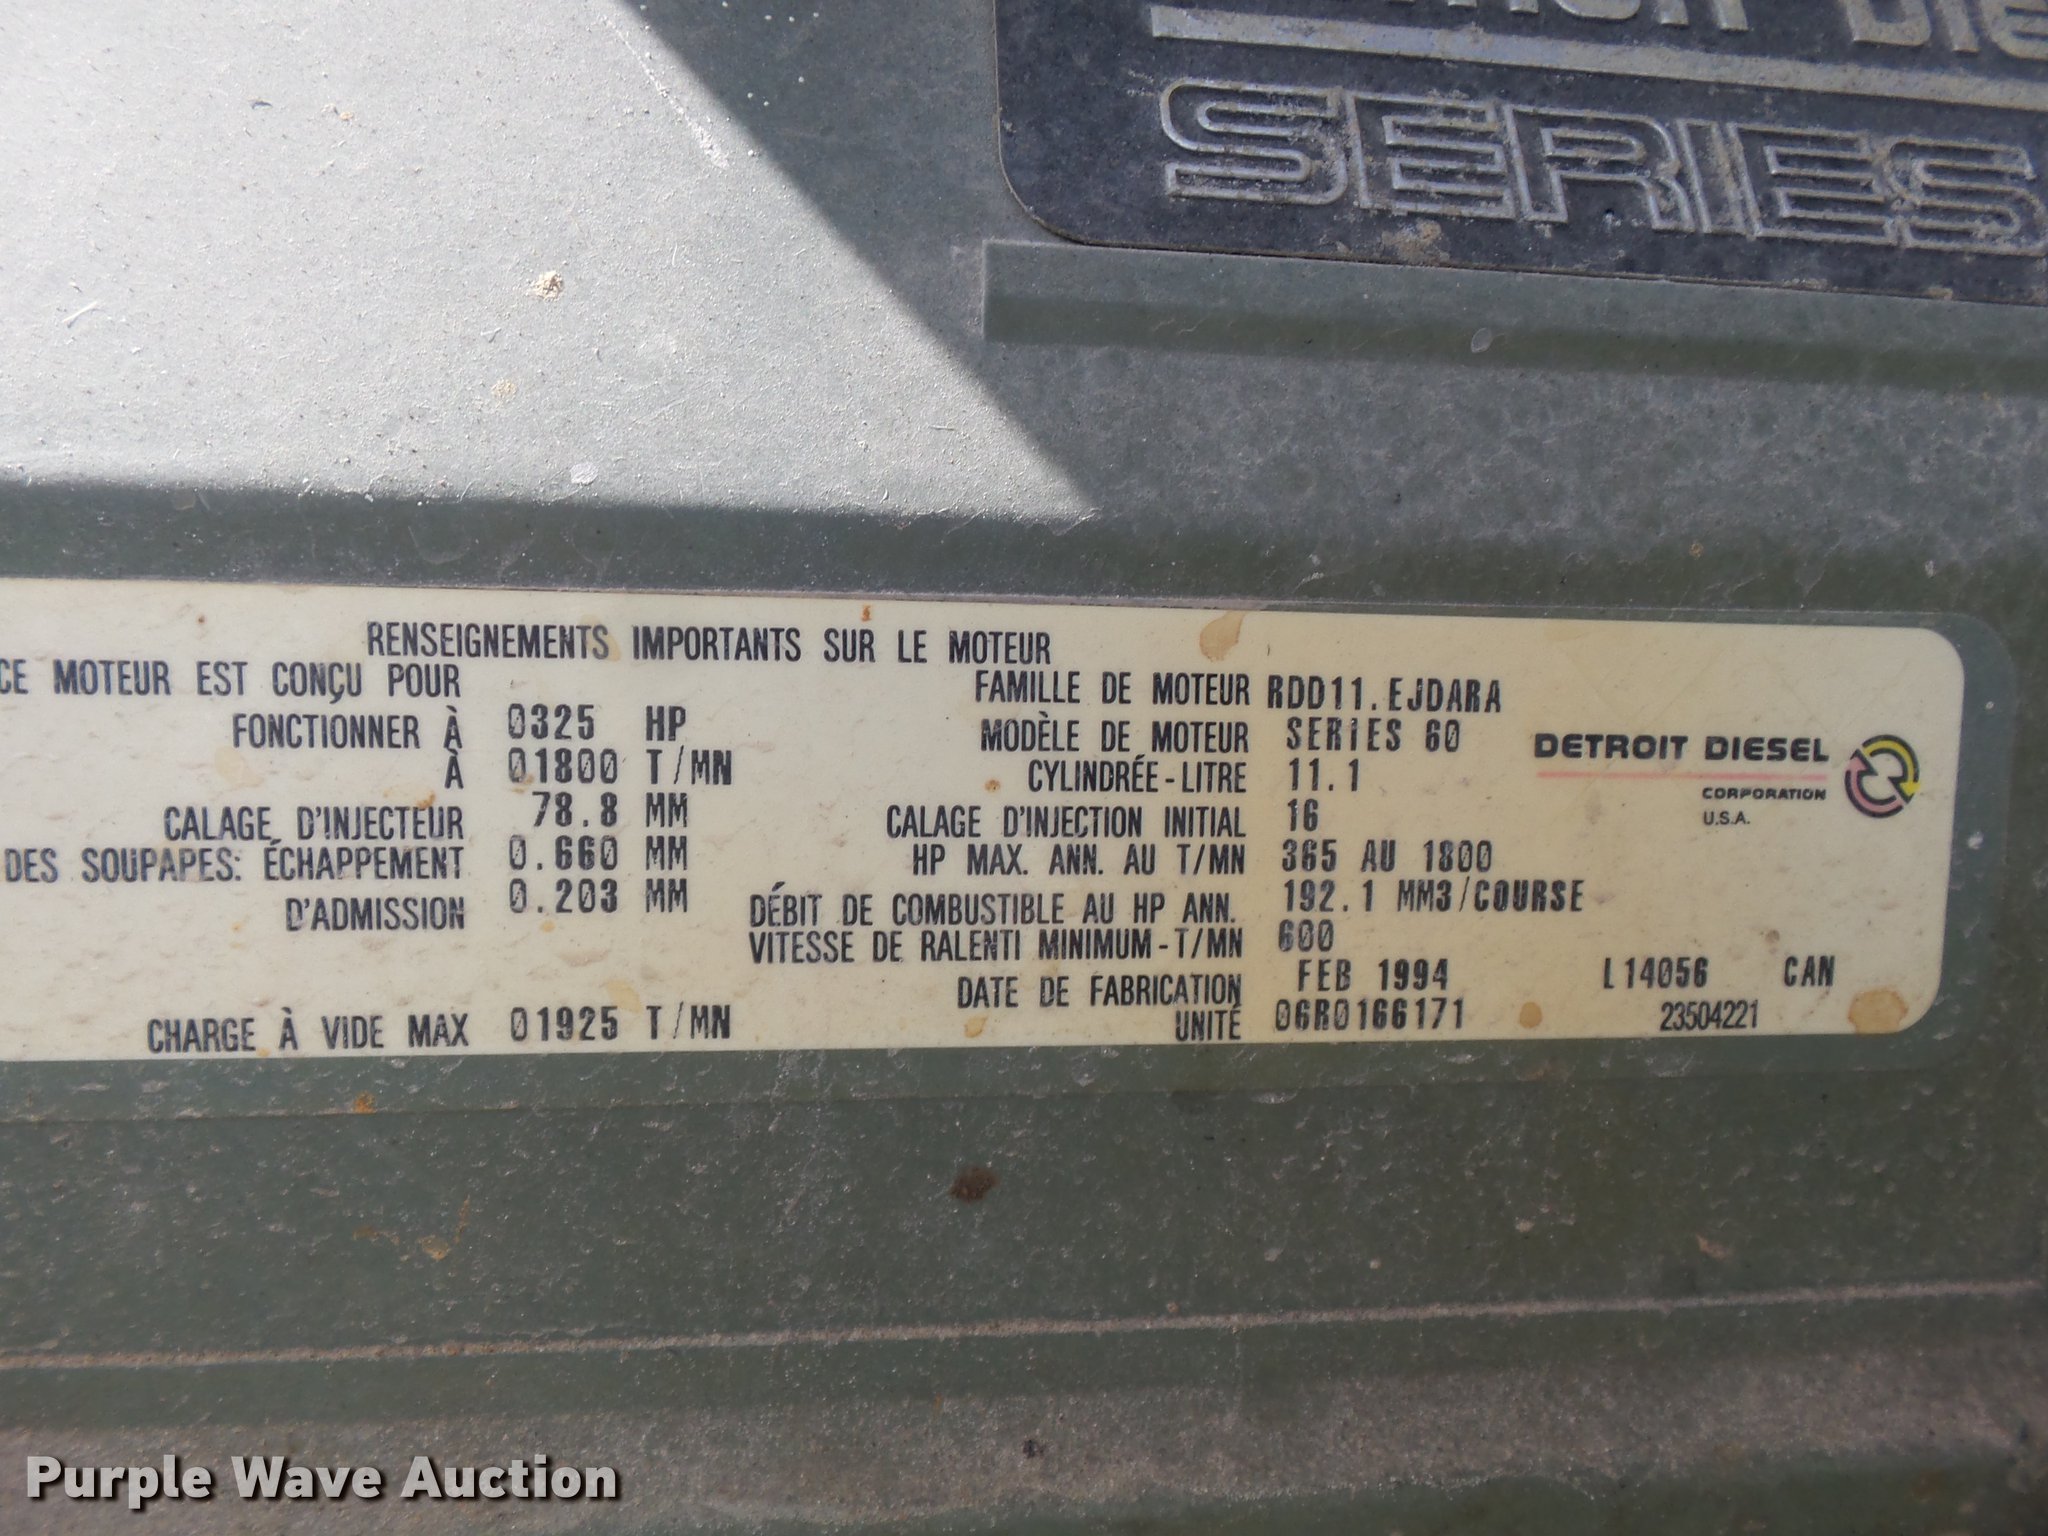 SERIES
RENSEIGNEMENTS IMPORTANTS SUR LE MOTEUR
CE MOTEUR EST CONÇU POUR
FONCTIONNER À 0325 HP
À 01800 T/MN
CALAGE D'INJECTEUR 78.8 MM
DES SOUPAPES: ÉCHAPPEMENT 0.660 MM
D'ADMISSION 0.203 MM
CHARGE À VIDE MAX 01925 T/MN
FAMILLE DE MOTEUR RDD11.EJDARA
MODÈLE DE MOTEUR SERIES 60
CYLINDRÉE-LITRE 11.1
CALAGE D'INJECTION INITIAL 16
HP MAX. ANN. AU T/MN 365 AU 1800
DÉBIT DE COMBUSTIBLE AU HP ANN. 192.1 MM3/COURSE
VITESSE DE RALENTI MINIMUM-T/MN 600
DATE DE FABRICATION FEB 1994 L14056 CAN
UNITÉ 06R0166171 23504221
DETROIT DIESEL
CORPORATION
U.S.A.
Purple Wave Auction